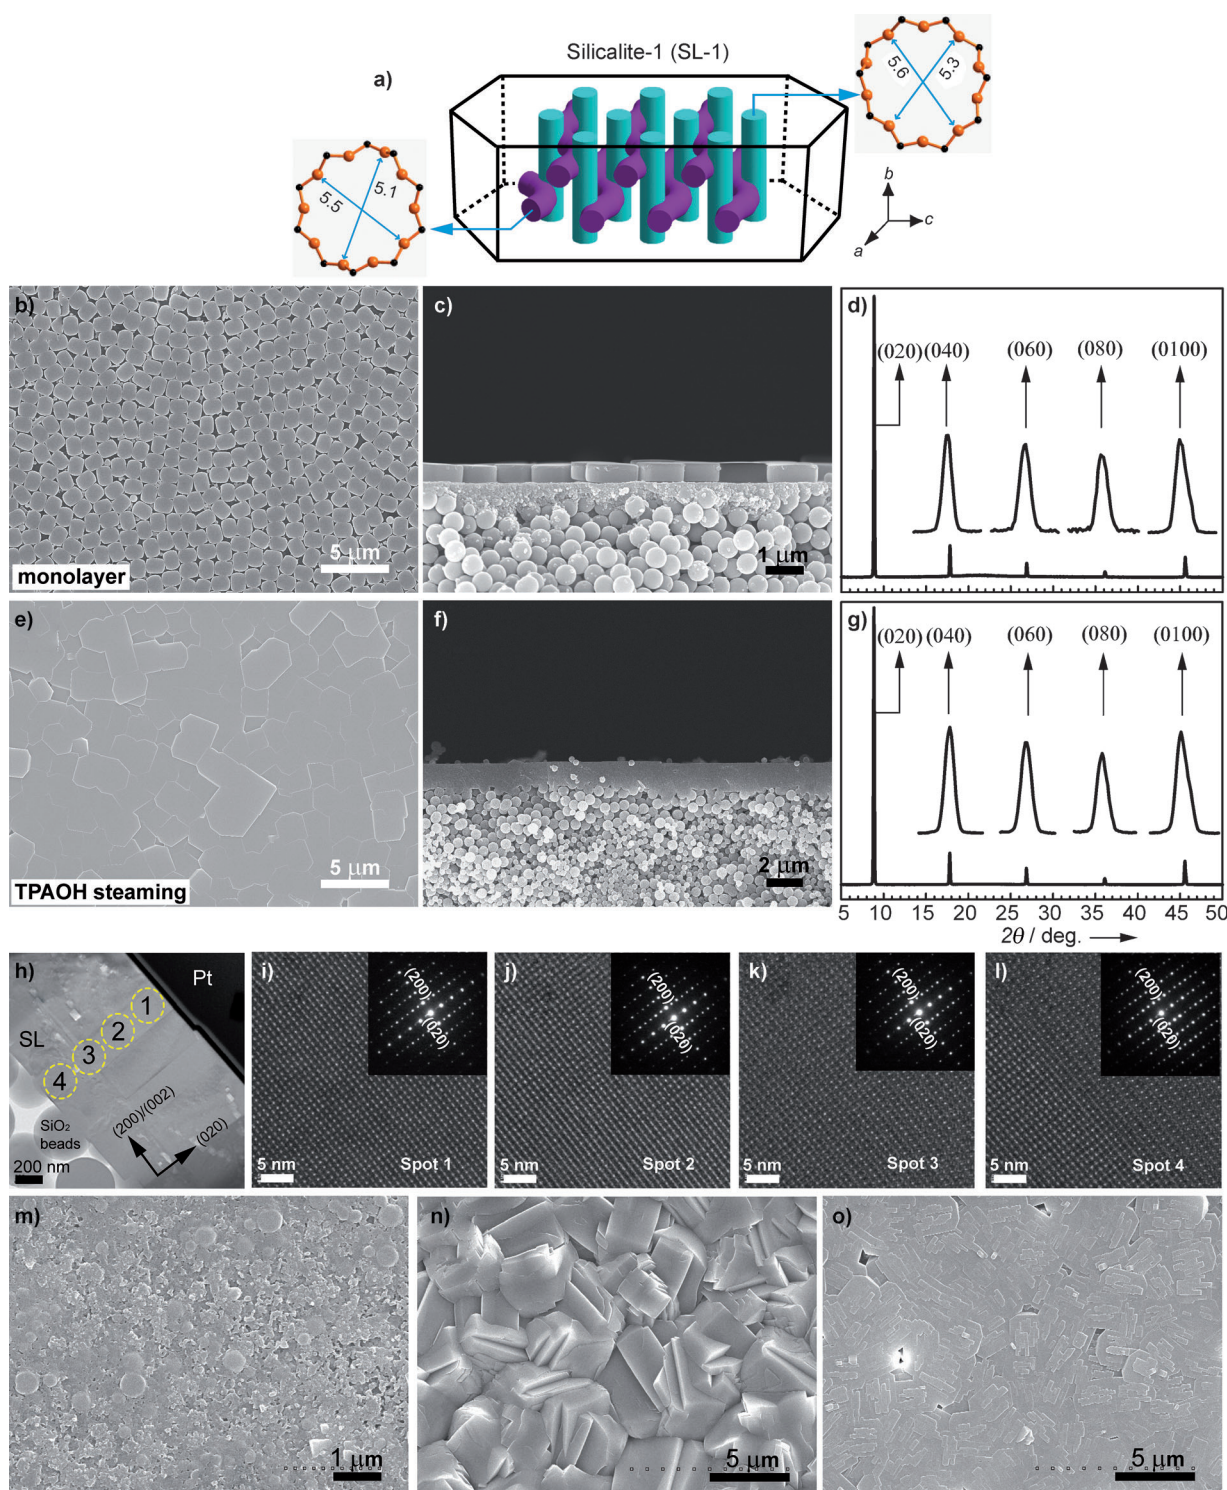 Silicalite-1 (SL-1)
a)
5.6
5.3
5.5
5.1
b
c
a
b)
5 μm
monolayer
c)
1 μm
d)
(020)
(040)
(060)
(080)
(0100)
e)
5 μm
TPAOH steaming
f)
2 μm
g)
(020)
(040)
(060)
(080)
(0100)
5 10 15 20 25 30 35 40 45 50
2θ / deg.
h)
Pt
SL
1
2
3
4
SiO₂
beads
(200)/(002)
(020)
200 nm
i)
(200)
(020)
5 nm
Spot 1
j)
(200)
(020)
5 nm
Spot 2
k)
(200)
(020)
5 nm
Spot 3
l)
(200)
(020)
5 nm
Spot 4
m)
1 μm
n)
5 μm
o)
5 μm